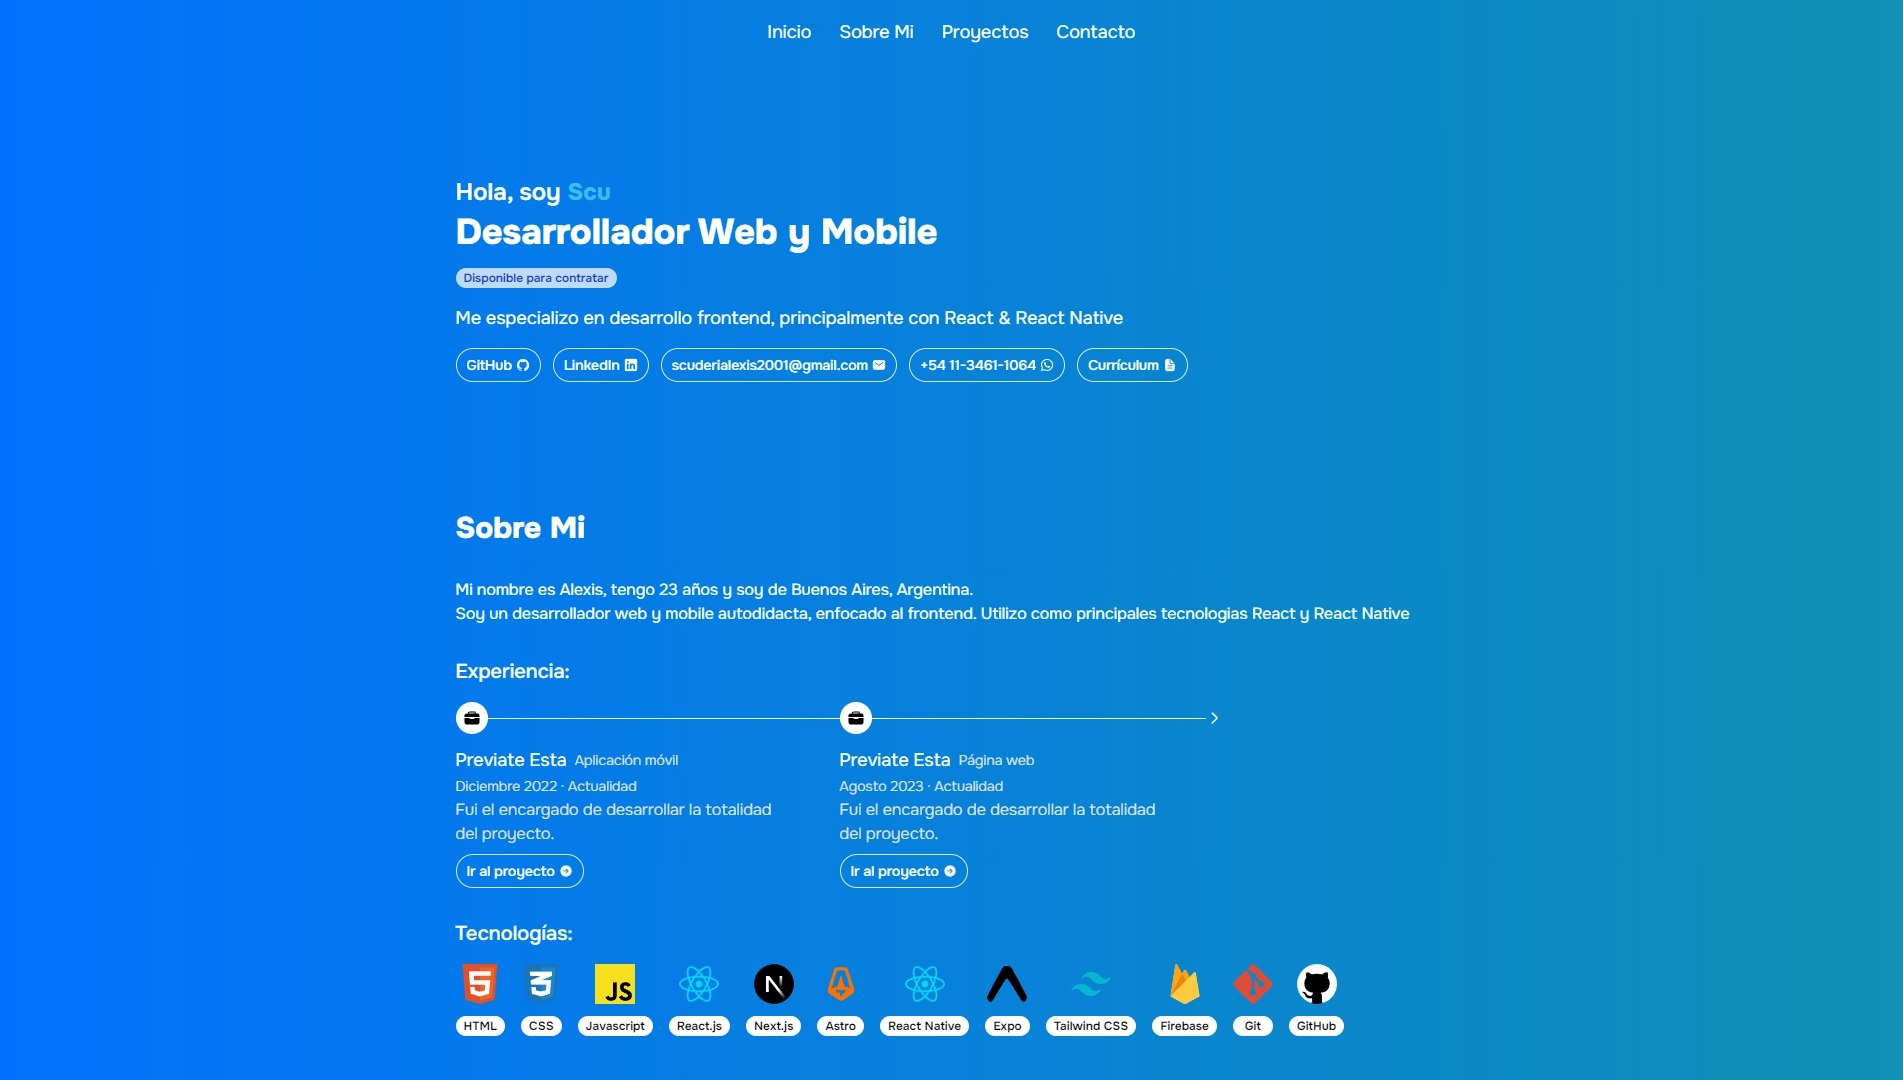 Inicio Sobre Mi Proyectos Contacto
Hola, soy Scu
Desarrollador Web y Mobile
Disponible para contratar
Me especializo en desarrollo frontend, principalmente con React & React Native
GitHub LinkedIn scuderialexis2001@gmail.com +54 11-3461-1064 Currículum
Sobre Mi
Mi nombre es Alexis, tengo 23 años y soy de Buenos Aires, Argentina.
Soy un desarrollador web y mobile autodidacta, enfocado al frontend. Utilizo como principales tecnologias React y React Native
Experiencia:
Previate Esta Aplicación móvil
Diciembre 2022 · Actualidad
Fui el encargado de desarrollar la totalidad
del proyecto.
Ir al proyecto
Previate Esta Página web
Agosto 2023 · Actualidad
Fui el encargado de desarrollar la totalidad
del proyecto.
Ir al proyecto
Tecnologías:
5 3 JS N
HTML CSS Javascript React.js Next.js Astro React Native Expo Tailwind CSS Firebase Git GitHub